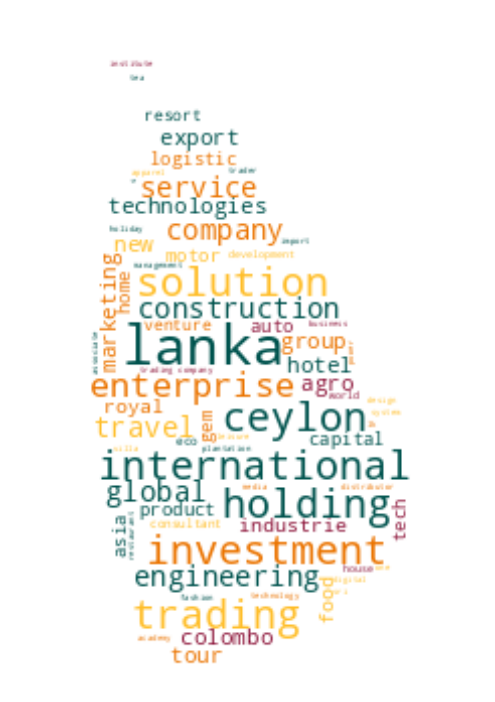 institute
tea
resort
export
logistic
apparel trader
service
technologies
holiday company
new import
motor development
management
marketing home solution
construction
venture auto business
associate lanka group
hotel
trading company
enterprise agro
world
royal design
travel gem ceylon system
eco leisure capital
villa plantation
international
global media distributor
product holding
asia restaurant consultant industrie tech
investment
engineering house
digital
fashion technology food
trading
academy colombo
tour